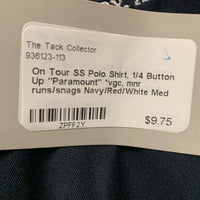 The Tack Collector
936123-113
On Tour SS Polo Shirt, 1/4 Button
Up "Paramount" *vgc, mnr
runs/snags Navy/Red/White Med
$9.75
ZPFF2Y